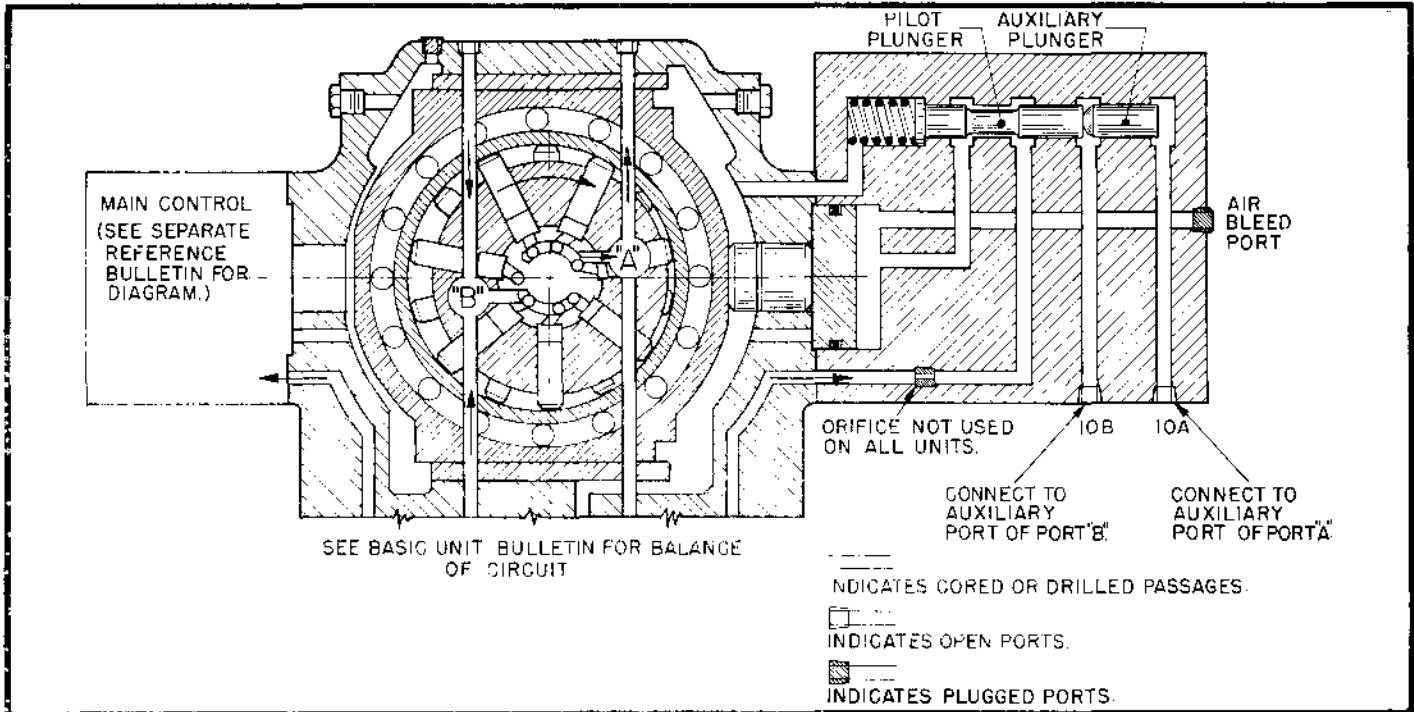 PILOT
PLUNGER
AUXILIARY
PLUNGER
MAIN CONTROL
(SEE SEPARATE
REFERENCE
BULLETIN FOR
DIAGRAM.)
"B"
"A"
AIR
BLEED
PORT
ORIFICE NOT USED
ON ALL UNITS.
10B
10A
CONNECT TO
AUXILIARY
PORT OF PORT"B".
CONNECT TO
AUXILIARY
PORT OF PORT"A".
SEE BASIC UNIT BULLETIN FOR BALANCE
OF CIRCUIT
INDICATES CORED OR DRILLED PASSAGES.
INDICATES OPEN PORTS.
INDICATES PLUGGED PORTS.